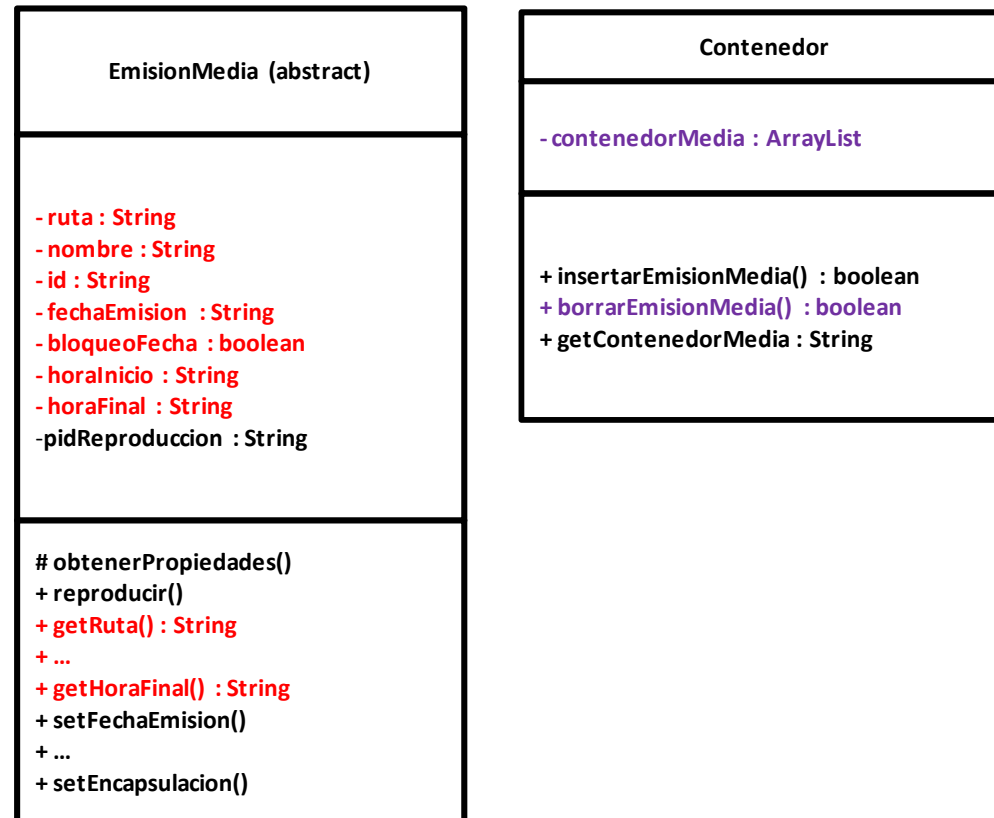 EmisionMedia (abstract)
- ruta : String
- nombre : String
- id : String
- fechaEmision : String
- bloqueoFecha : boolean
- horaInicio : String
- horaFinal : String
-pidReproduccion : String
# obtenerPropiedades()
+ reproducir()
+ getRuta() : String
+ ...
+ getHoraFinal() : String
+ setFechaEmision()
+ ...
+ setEncapsulacion()
Contenedor
- contenedorMedia : ArrayList
+ insertarEmisionMedia() : boolean
+ borrarEmisionMedia() : boolean
+ getContenedorMedia : String